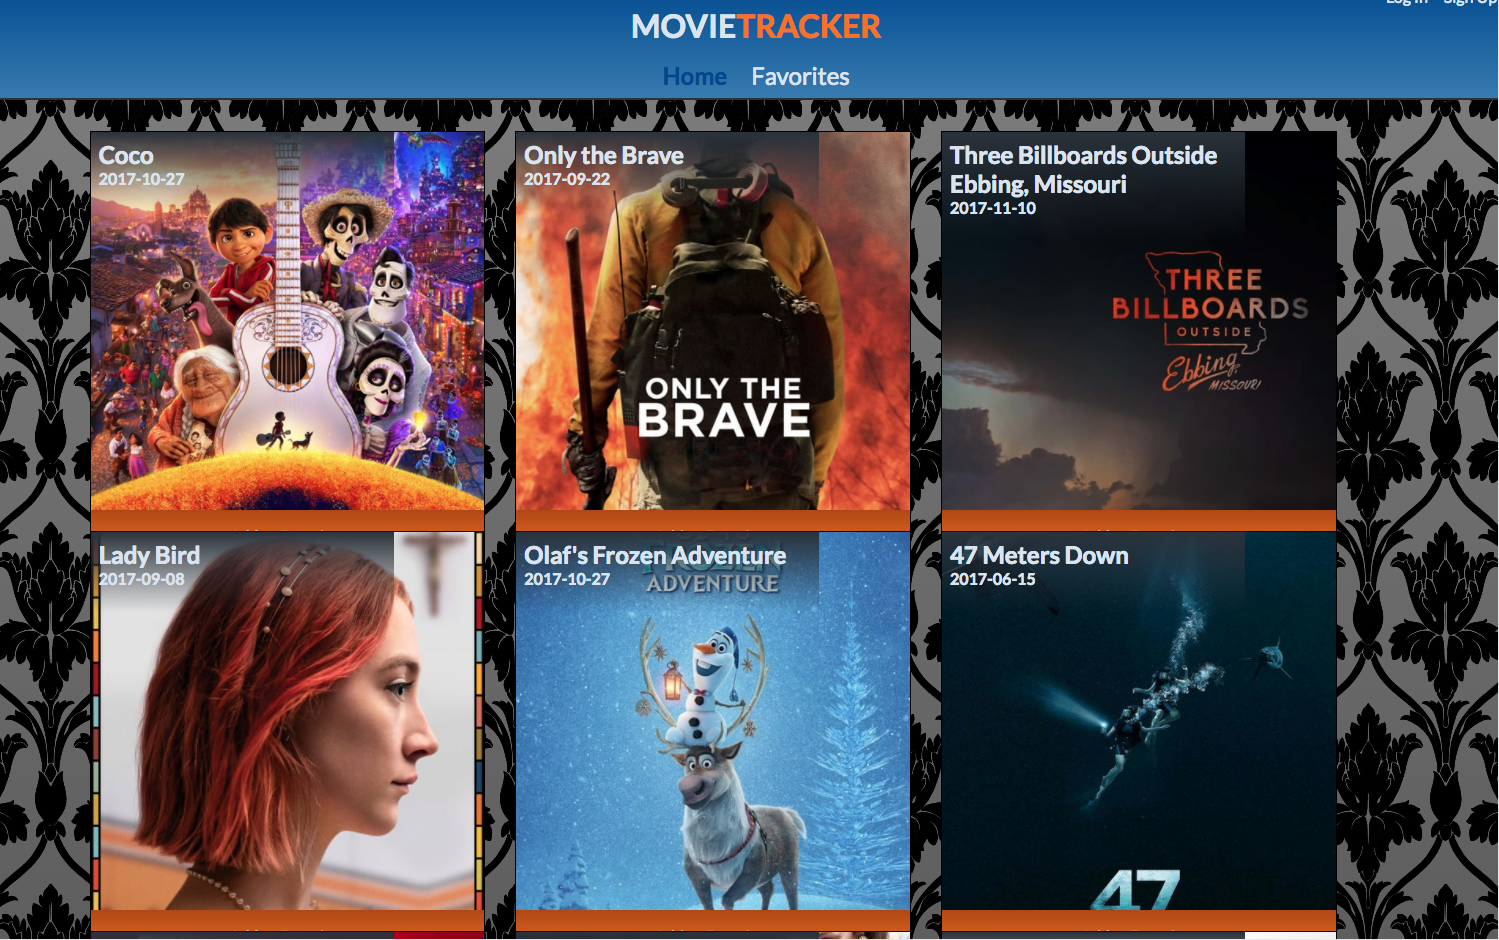 Log In Sign Up
MOVIETRACKER
Home Favorites
Coco
2017-10-27
Only the Brave
2017-09-22
ONLY THE
BRAVE
Three Billboards Outside
Ebbing, Missouri
2017-11-10
THREE
BILLBOARDS
OUTSIDE
Ebbing,
MISSOURI
Lady Bird
2017-09-08
Olaf's Frozen Adventure
2017-10-27
FROZEN
ADVENTURE
47 Meters Down
2017-06-15
47